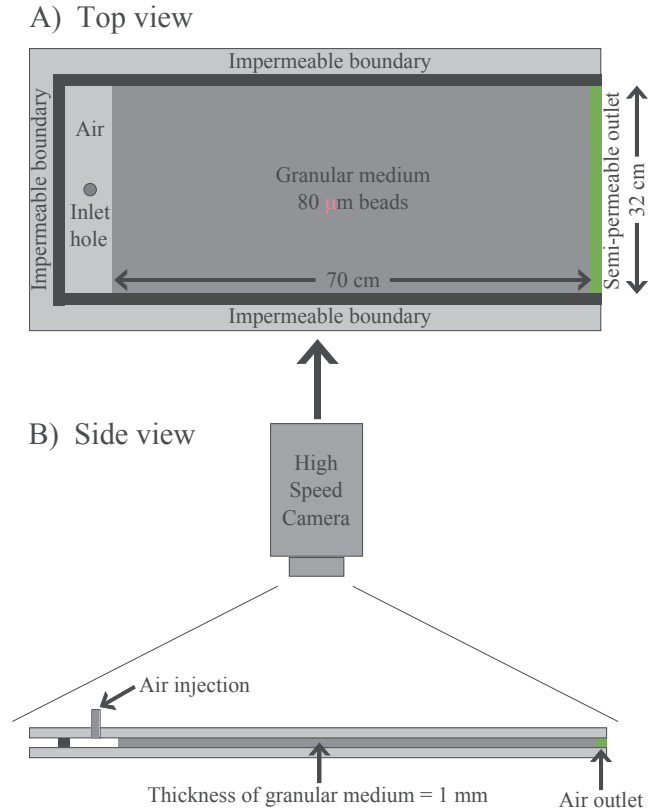 A) Top view
Impermeable boundary
Impermeable boundary
Air
Inlet
hole
Granular medium
80 μm beads
70 cm
Semi-permeable outlet
32 cm
Impermeable boundary
B) Side view
High
Speed
Camera
Air injection
Thickness of granular medium = 1 mm
Air outlet